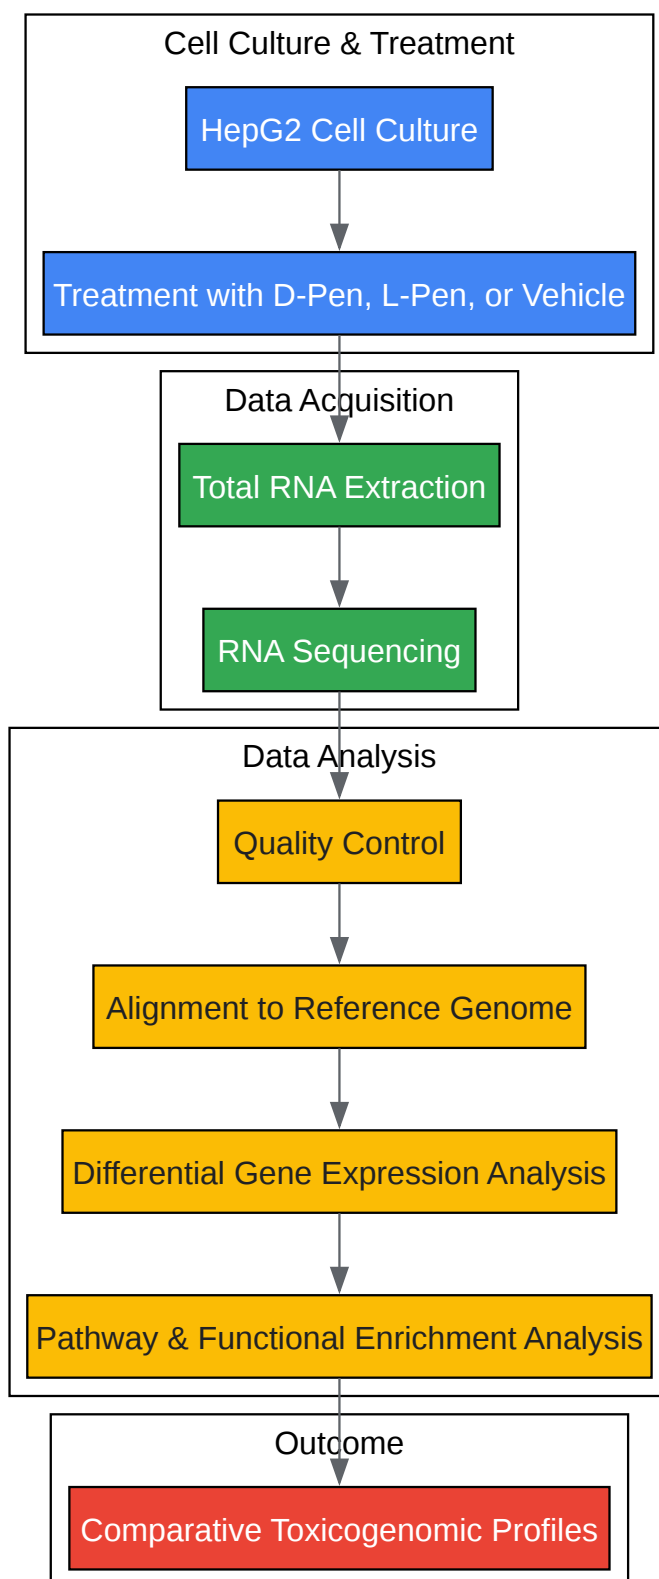 Cell Culture & Treatment
HepG2 Cell Culture
Treatment with D-Pen, L-Pen, or Vehicle
Data Acquisition
Total RNA Extraction
RNA Sequencing
Data Analysis
Quality Control
Alignment to Reference Genome
Differential Gene Expression Analysis
Pathway & Functional Enrichment Analysis
Outcome
Comparative Toxicogenomic Profiles